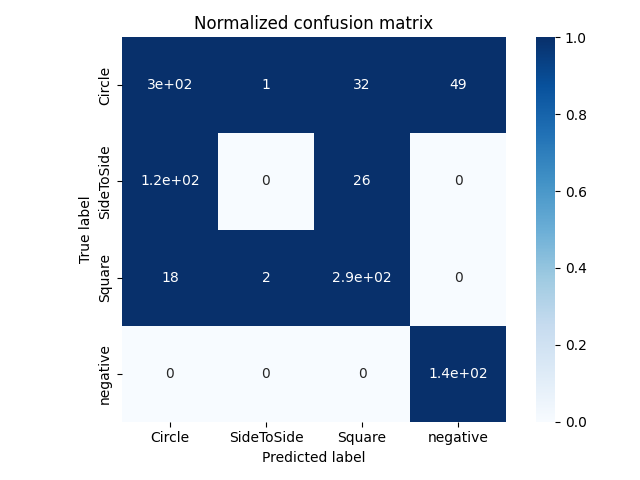 Normalized confusion matrix
Circle 3e+02 1 32 49
SideToSide 1.2e+02 0 26 0
Square 18 2 2.9e+02 0
negative 0 0 0 1.4e+02
Circle SideToSide Square negative
True label
Predicted label
1.0
0.8
0.6
0.4
0.2
0.0